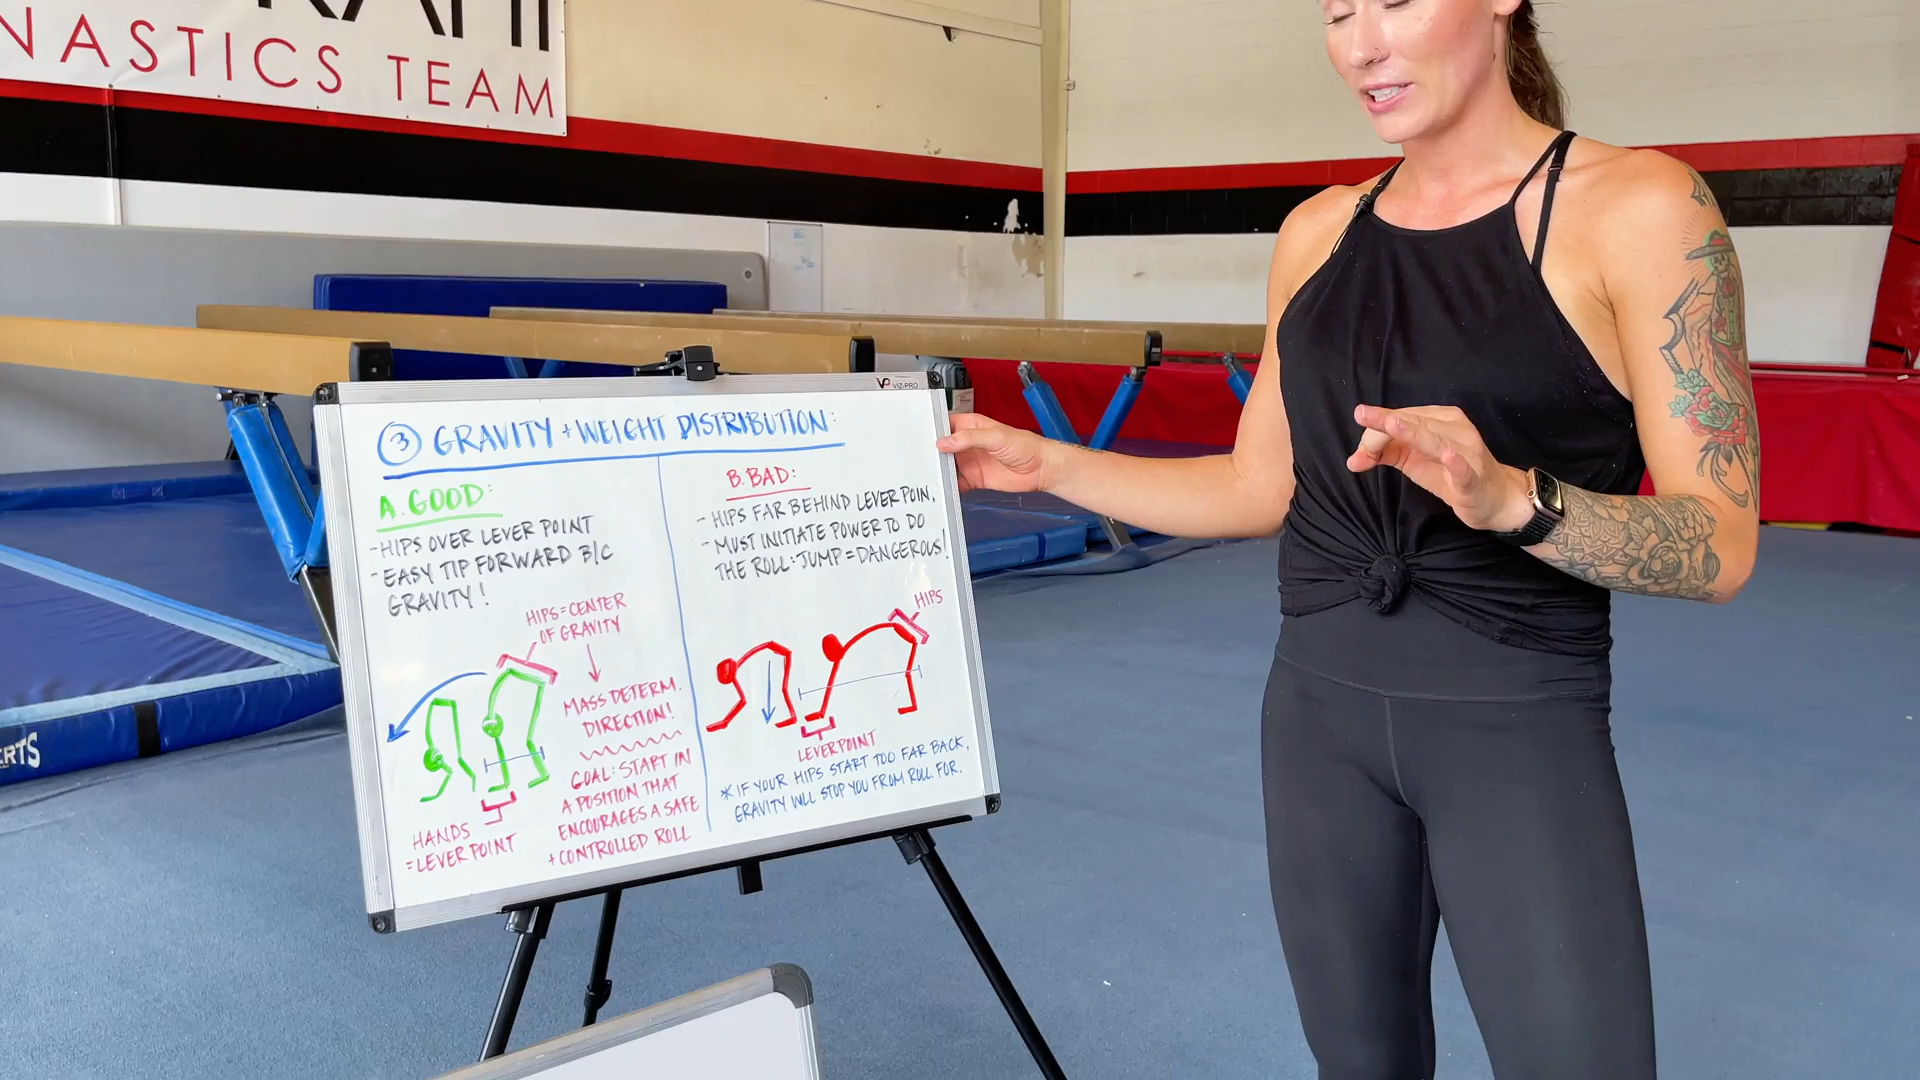 NASTICS TEAM
VP VIZ-PRO
③ GRAVITY + WEIGHT DISTRIBUTION:
A. GOOD:
- HIPS OVER LEVER POINT
- EASY TIP FORWARD B/C
GRAVITY!
HIPS = CENTER
OF GRAVITY
MASS DETERM.
DIRECTION!
GOAL: START IN
A POSITION THAT
ENCOURAGES A SAFE
+ CONTROLLED ROLL
HANDS
= LEVER POINT
B. BAD:
- HIPS FAR BEHIND LEVER POIN.
- MUST INITIATE POWER TO DO
THE ROLL: JUMP = DANGEROUS!
HIPS
LEVERPOINT
* IF YOUR HIPS START TOO FAR BACK,
GRAVITY WILL STOP YOU FROM ROLL. FOR.
ERTS